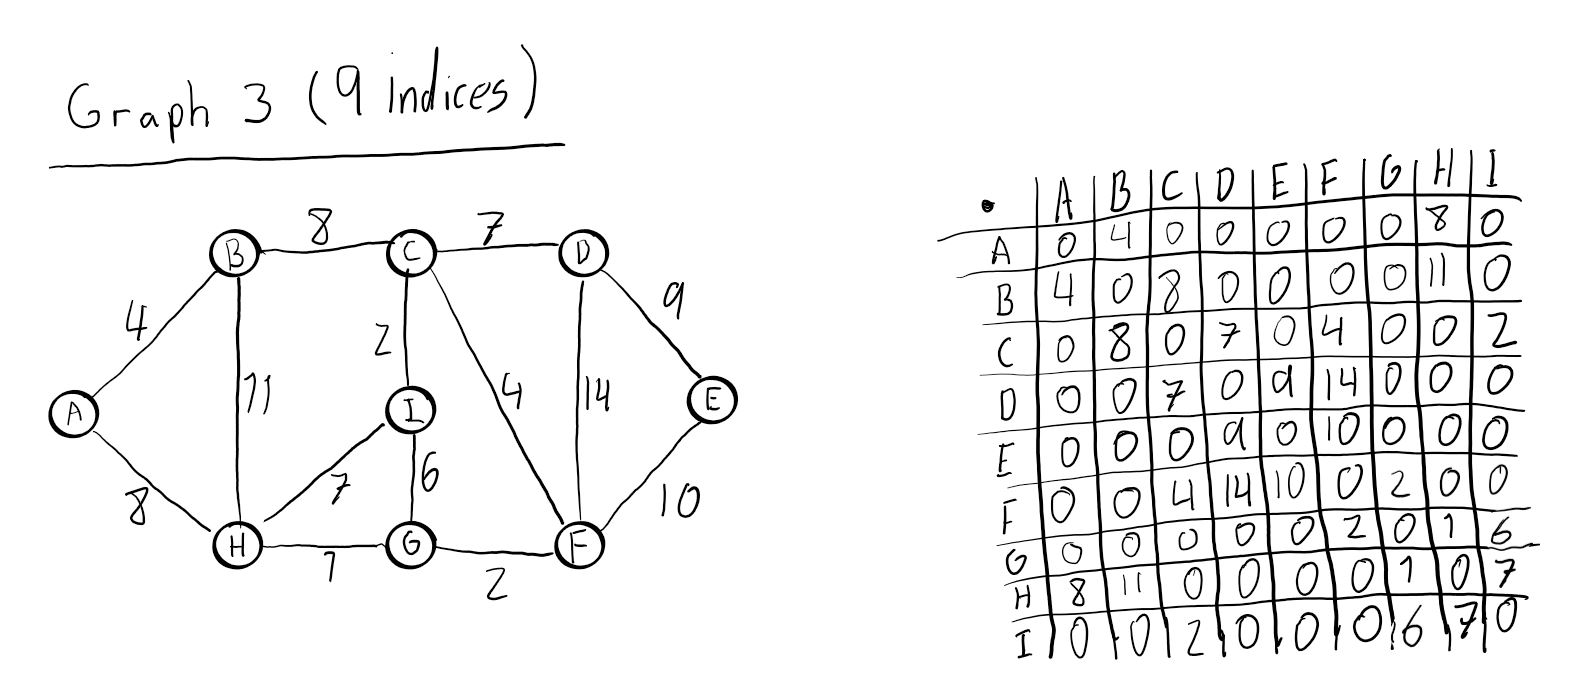 Graph 3 (9 indices)
8
7
B
C
D
4
9
11
2
4
14
A
I
E
8
7
6
10
H
G
F
1
2
• A B C D E F G H I
A 0 4 0 0 0 0 0 8 0
B 4 0 8 0 0 0 0 11 0
C 0 8 0 7 0 4 0 0 2
D 0 0 7 0 9 14 0 0 0
E 0 0 0 9 0 10 0 0 0
F 0 0 4 14 10 0 2 0 0
G 0 0 0 0 0 2 0 1 6
H 8 11 0 0 0 0 1 0 7
I 0 0 2 0 0 0 6 7 0